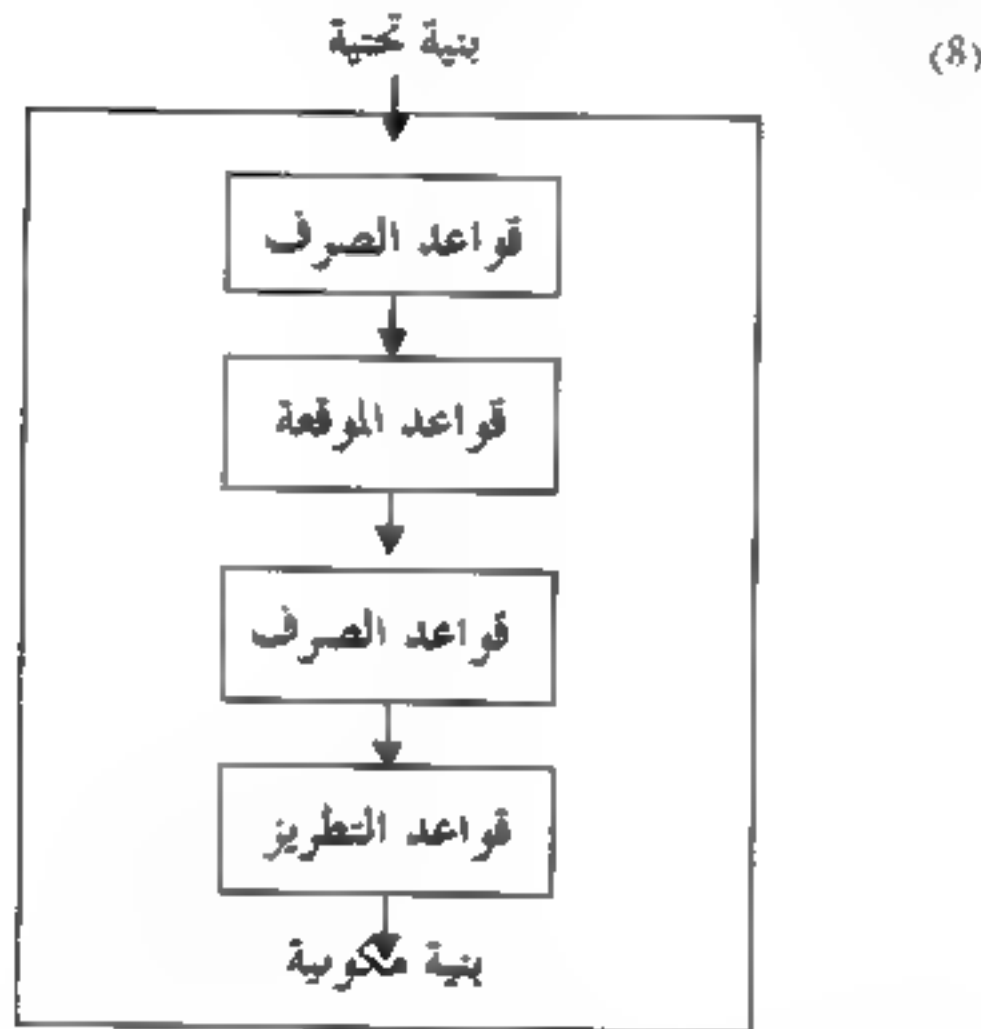 (8)
بنية تحتية
قواعد الصرف
قواعد الموقعة
قواعد الصرف
قواعد التطريز
بنية مكونية